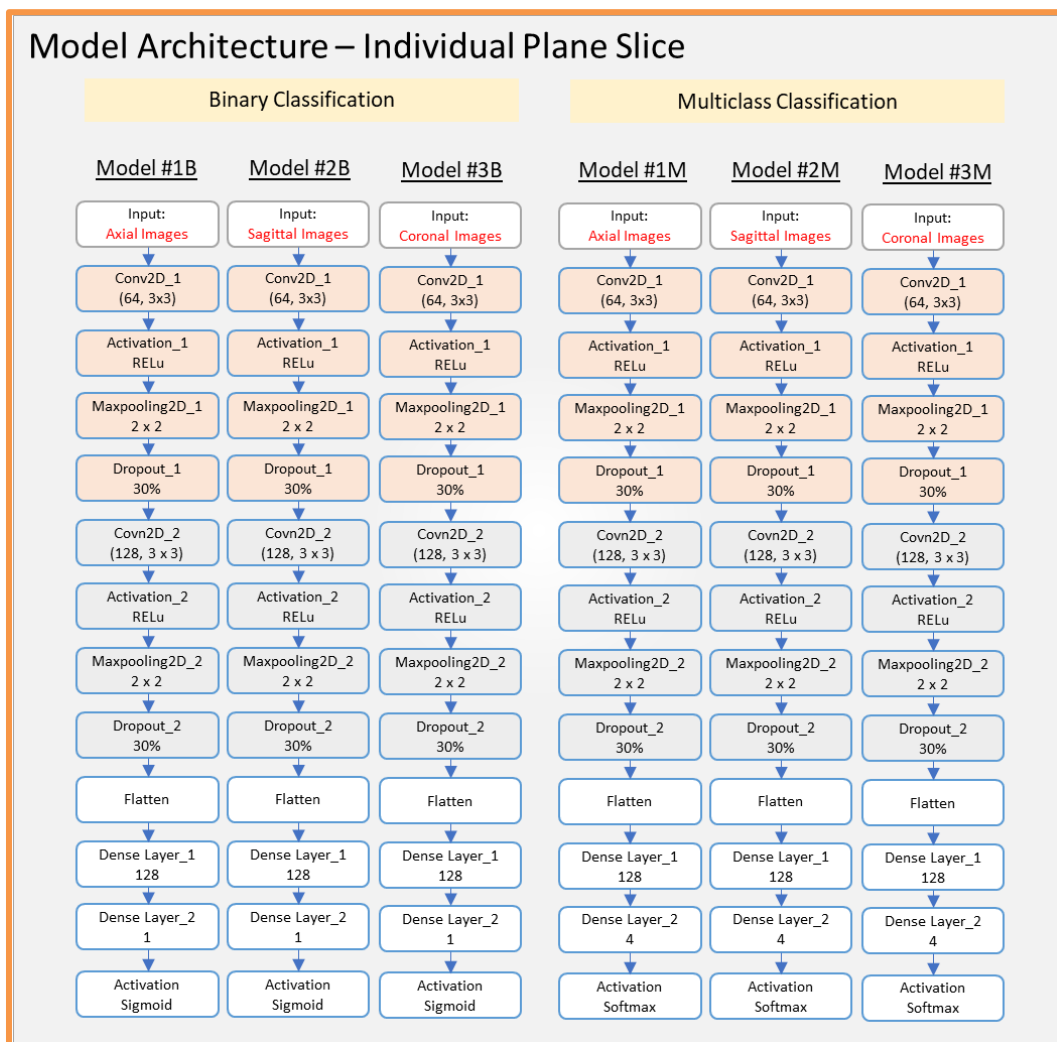 Model Architecture – Individual Plane Slice
Binary Classification
Multiclass Classification
Model #1B
Model #2B
Model #3B
Model #1M
Model #2M
Model #3M
Input:
Axial Images
Input:
Sagittal Images
Input:
Coronal Images
Input:
Axial Images
Input:
Sagittal Images
Input:
Coronal Images
Conv2D_1
(64, 3x3)
Conv2D_1
(64, 3x3)
Conv2D_1
(64, 3x3)
Conv2D_1
(64, 3x3)
Conv2D_1
(64, 3x3)
Conv2D_1
(64, 3x3)
Activation_1
RELu
Activation_1
RELu
Activation_1
RELu
Activation_1
RELu
Activation_1
RELu
Activation_1
RELu
Maxpooling2D_1
2 x 2
Maxpooling2D_1
2 x 2
Maxpooling2D_1
2 x 2
Maxpooling2D_1
2 x 2
Maxpooling2D_1
2 x 2
Maxpooling2D_1
2 x 2
Dropout_1
30%
Dropout_1
30%
Dropout_1
30%
Dropout_1
30%
Dropout_1
30%
Dropout_1
30%
Covn2D_2
(128, 3 x 3)
Covn2D_2
(128, 3 x 3)
Covn2D_2
(128, 3 x 3)
Covn2D_2
(128, 3 x 3)
Covn2D_2
(128, 3 x 3)
Covn2D_2
(128, 3 x 3)
Activation_2
RELu
Activation_2
RELu
Activation_2
RELu
Activation_2
RELu
Activation_2
RELu
Activation_2
RELu
Maxpooling2D_2
2 x 2
Maxpooling2D_2
2 x 2
Maxpooling2D_2
2 x 2
Maxpooling2D_2
2 x 2
Maxpooling2D_2
2 x 2
Maxpooling2D_2
2 x 2
Dropout_2
30%
Dropout_2
30%
Dropout_2
30%
Dropout_2
30%
Dropout_2
30%
Dropout_2
30%
Flatten
Flatten
Flatten
Flatten
Flatten
Flatten
Dense Layer_1
128
Dense Layer_1
128
Dense Layer_1
128
Dense Layer_1
128
Dense Layer_1
128
Dense Layer_1
128
Dense Layer_2
1
Dense Layer_2
1
Dense Layer_2
1
Dense Layer_2
4
Dense Layer_2
4
Dense Layer_2
4
Activation
Sigmoid
Activation
Sigmoid
Activation
Sigmoid
Activation
Softmax
Activation
Softmax
Activation
Softmax